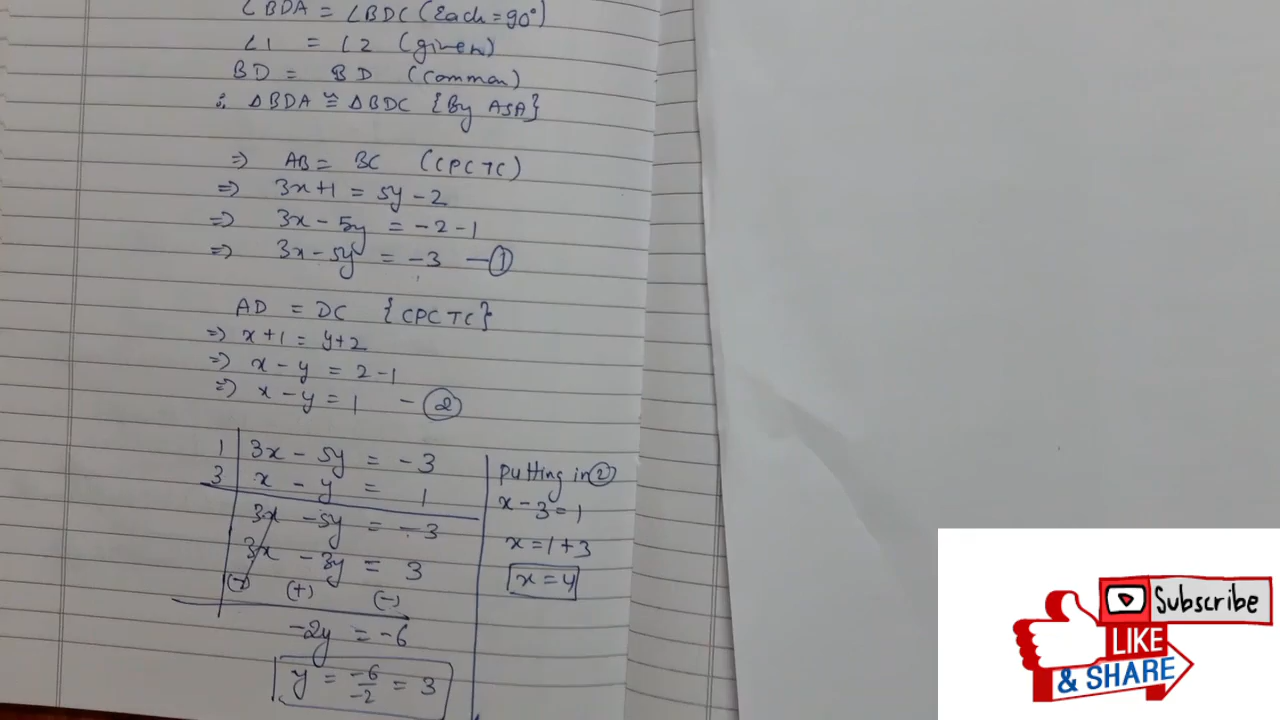 ∠BDA = ∠BDC (Each = 90°)
∠1 = ∠2 (given)
BD = BD (common)
∴ ΔBDA ≅ ΔBDC {By ASA}
⇒ AB = BC (CPCTC)
⇒ 3x+1 = 5y-2
⇒ 3x - 5y = -2-1
⇒ 3x - 5y = -3 —①
AD = DC {CPCTC}
⇒ x+1 = y+2
⇒ x - y = 2-1
⇒ x - y = 1 - ②
1 | 3x - 5y = -3
3 | x - y = 1
3x - 5y = -3
3x - 3y = 3
(-) (+) (-)
-2y = -6
y = -6/-2 = 3
putting in ②
x - 3 = 1
x = 1+3
x = 4
Subscribe
LIKE
& SHARE